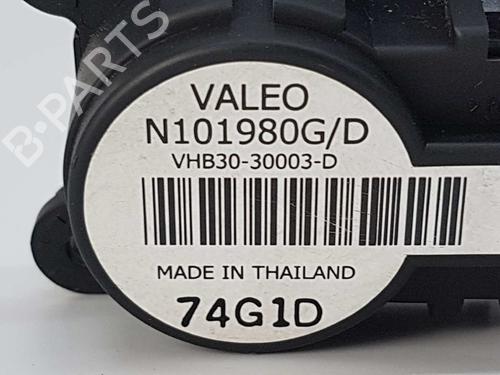 B-PARTS
VALEO
N101980G/D
VHB30-30003-D
MADE IN THAILAND
74G1D